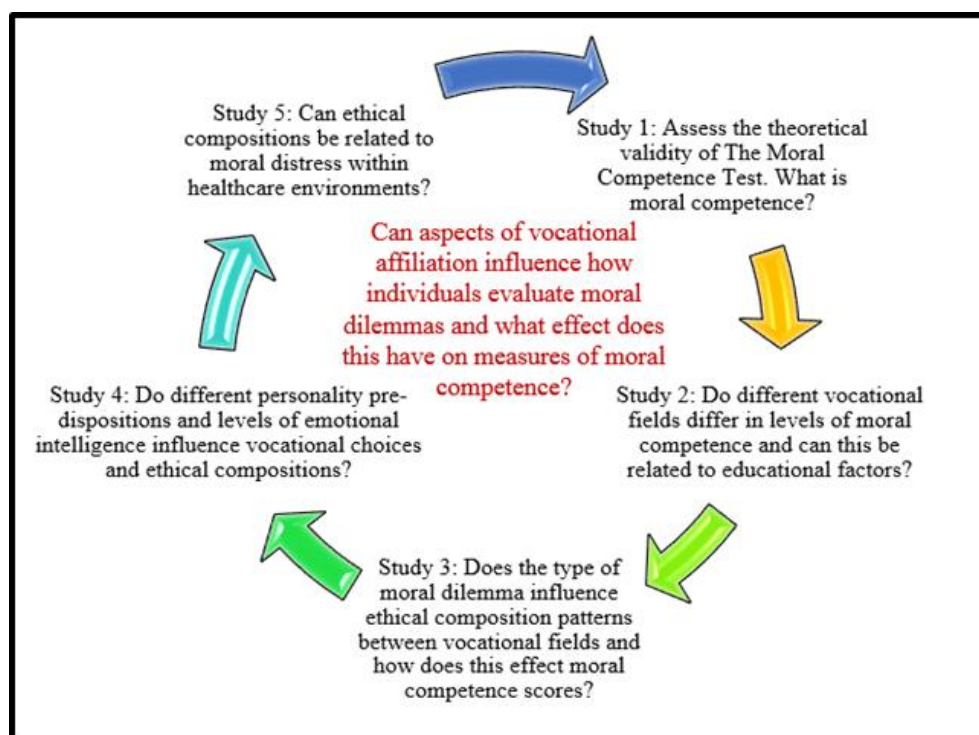 Study 5: Can ethical
compositions be related to
moral distress within
healthcare environments?
Study 1: Assess the theoretical
validity of The Moral
Competence Test. What is
moral competence?
Can aspects of vocational
affiliation influence how
individuals evaluate moral
dilemmas and what effect does
this have on measures of moral
competence?
Study 4: Do different personality pre-
dispositions and levels of emotional
intelligence influence vocational choices
and ethical compositions?
Study 2: Do different vocational
fields differ in levels of moral
competence and can this be
related to educational factors?
Study 3: Does the type of
moral dilemma influence
ethical composition patterns
between vocational fields and
how does this effect moral
competence scores?